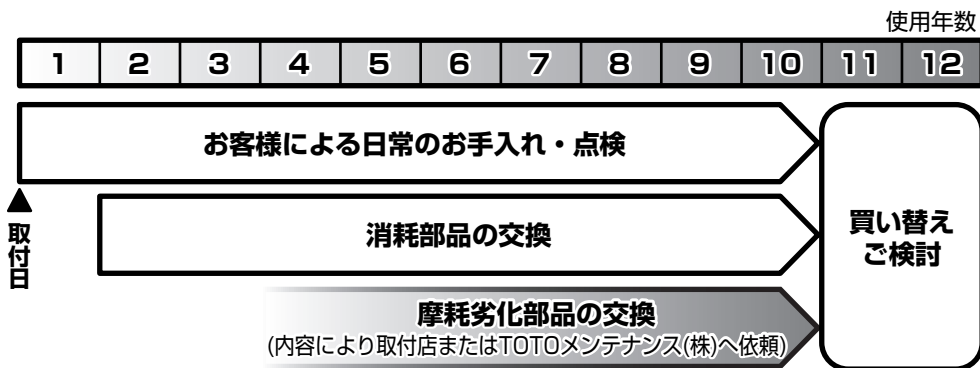 使用年数
1 2 3 4 5 6 7 8 9 10 11 12
お客様による日常のお手入れ・点検
取付日
消耗部品の交換
摩耗劣化部品の交換
(内容により取付店またはTOTOメンテナンス(株)へ依頼)
買い替え
ご検討